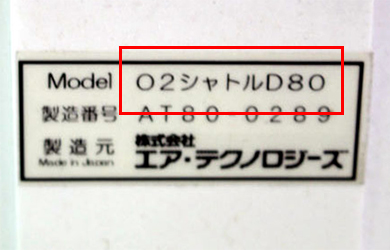 Model O2シャトルD80
製造番号 AT80-0289
製造元 株式会社
Made in Japan エア・テクノロジーズ